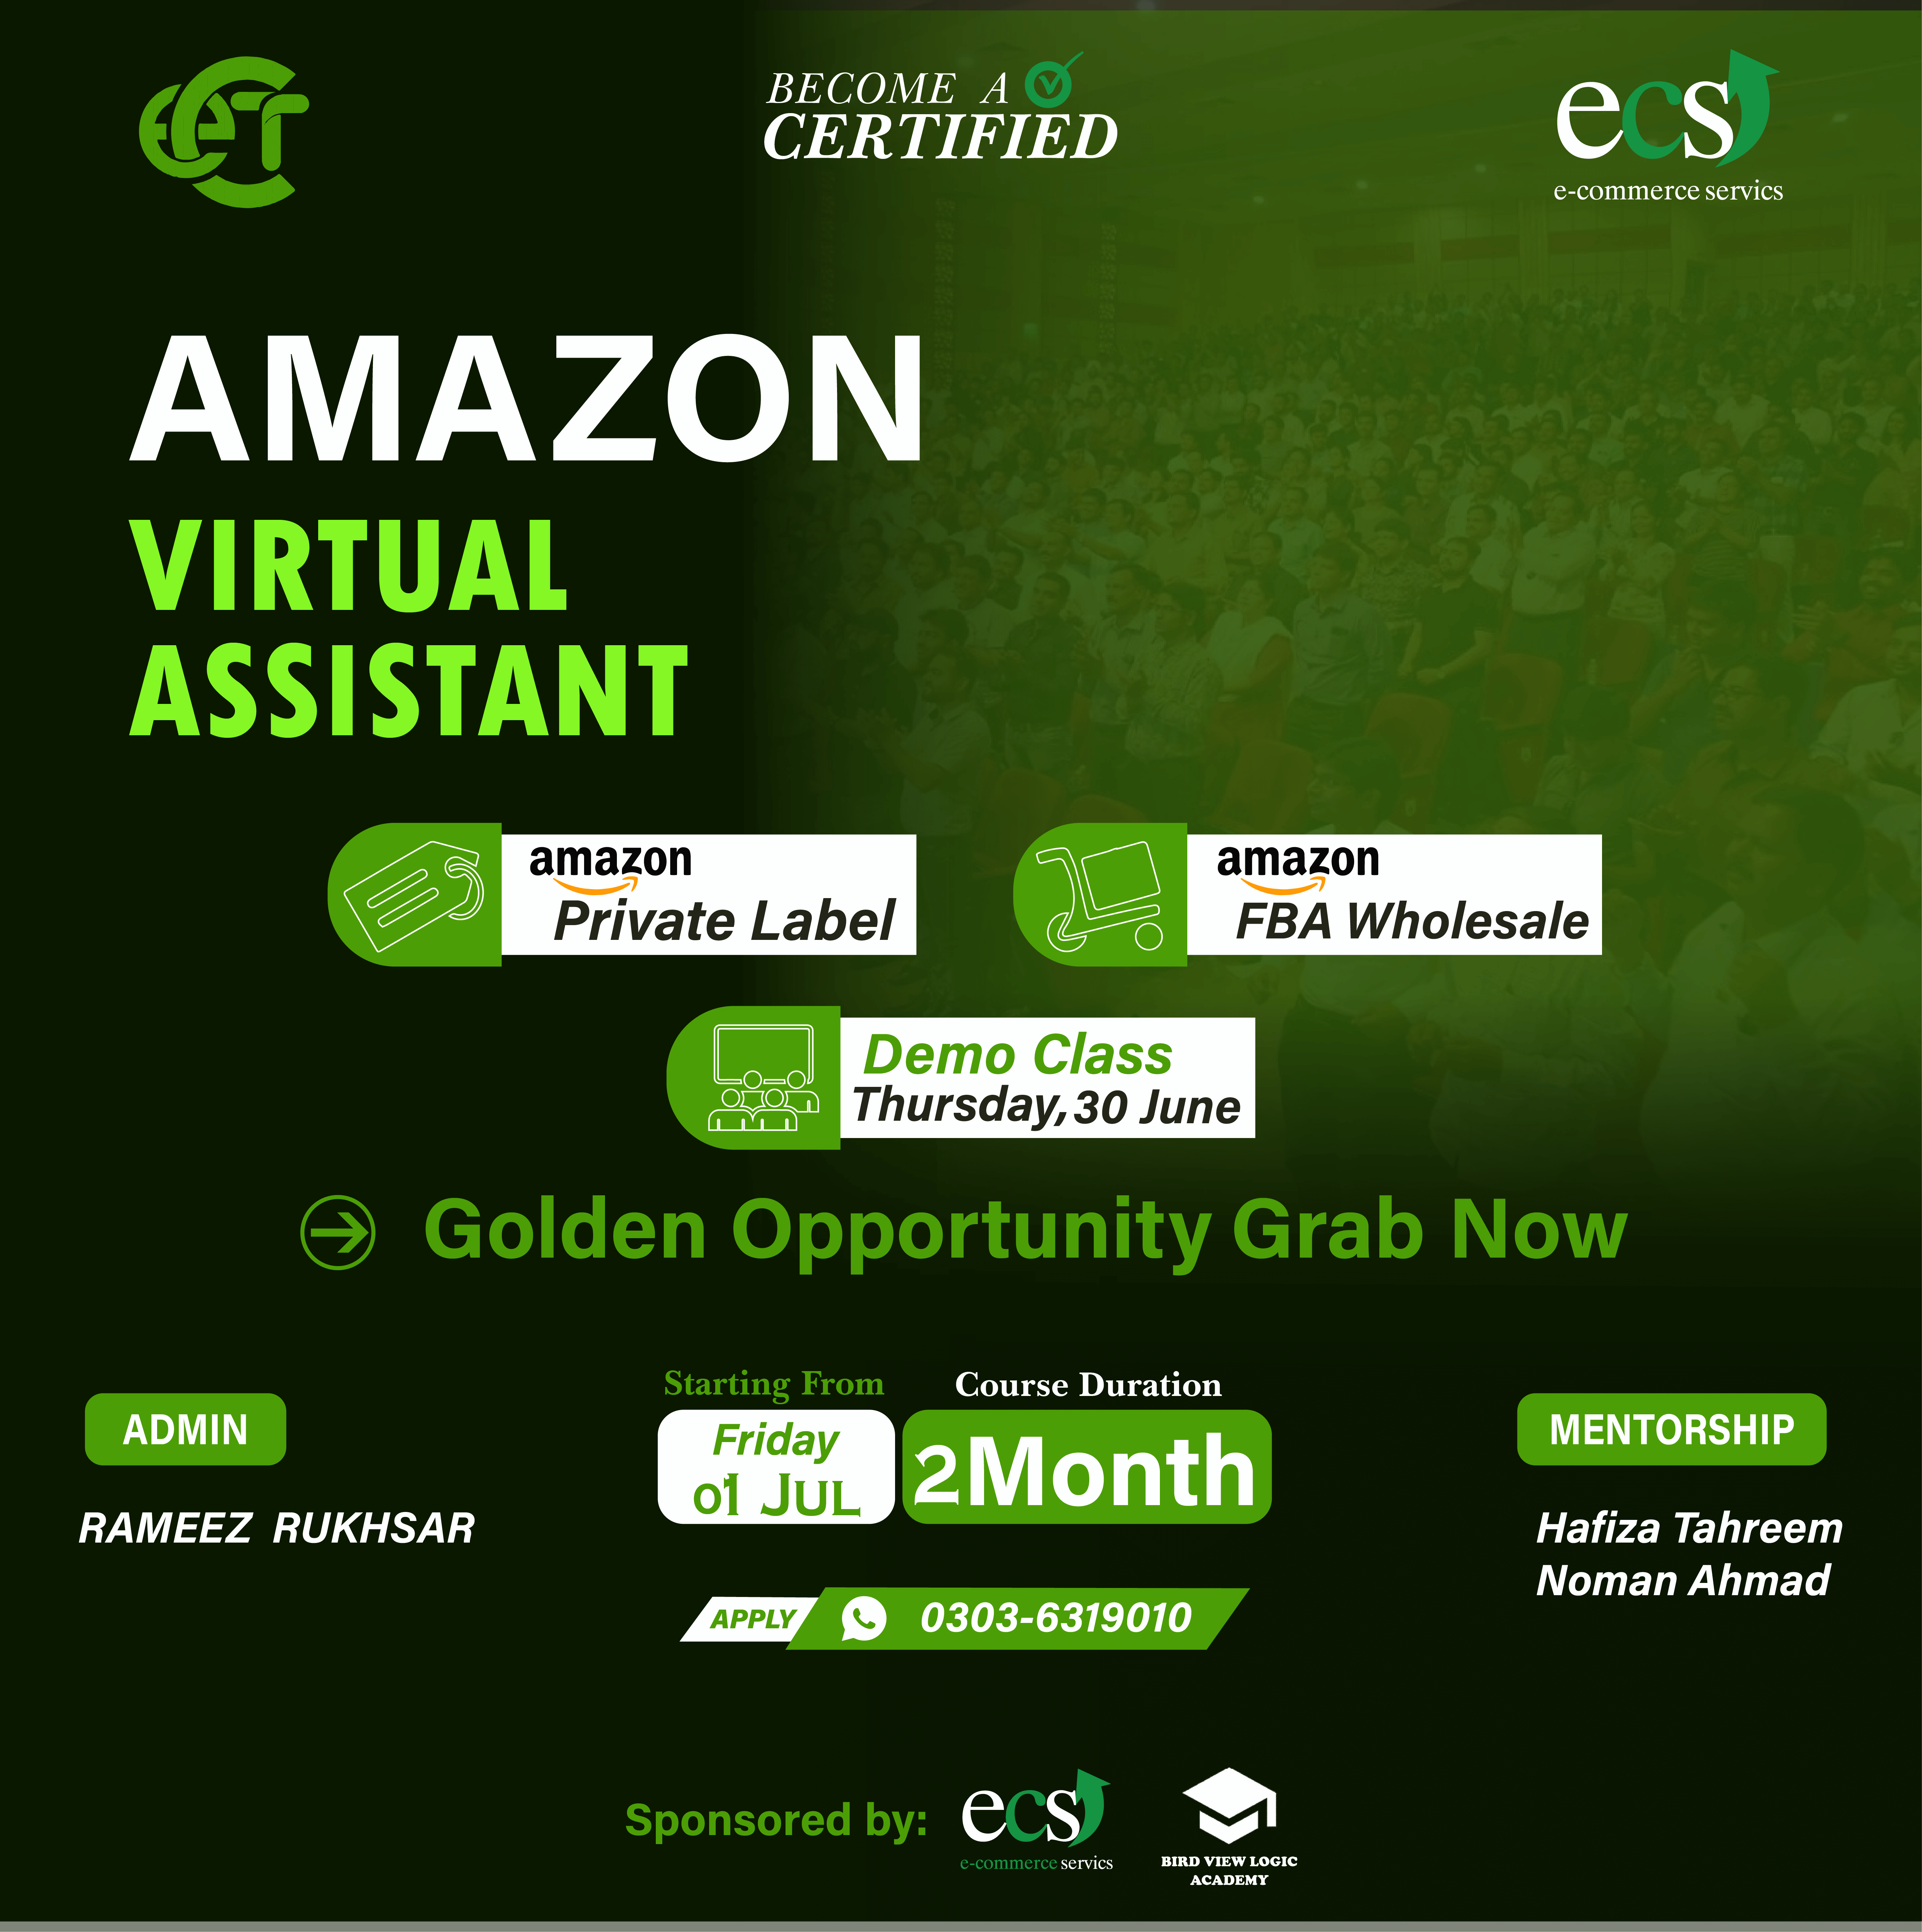 ect
BECOME A
CERTIFIED
ecs
e-commerce servics
AMAZON
VIRTUAL
ASSISTANT
amazon
Private Label
amazon
FBA Wholesale
Demo Class
Thursday, 30 June
Golden Opportunity Grab Now
ADMIN
RAMEEZ RUKHSAR
Starting From
Friday
01 JUL
Course Duration
2Month
MENTORSHIP
Hafiza Tahreem
Noman Ahmad
APPLY 0303-6319010
Sponsored by:
ecs
e-commerce servics
BIRD VIEW LOGIC
ACADEMY